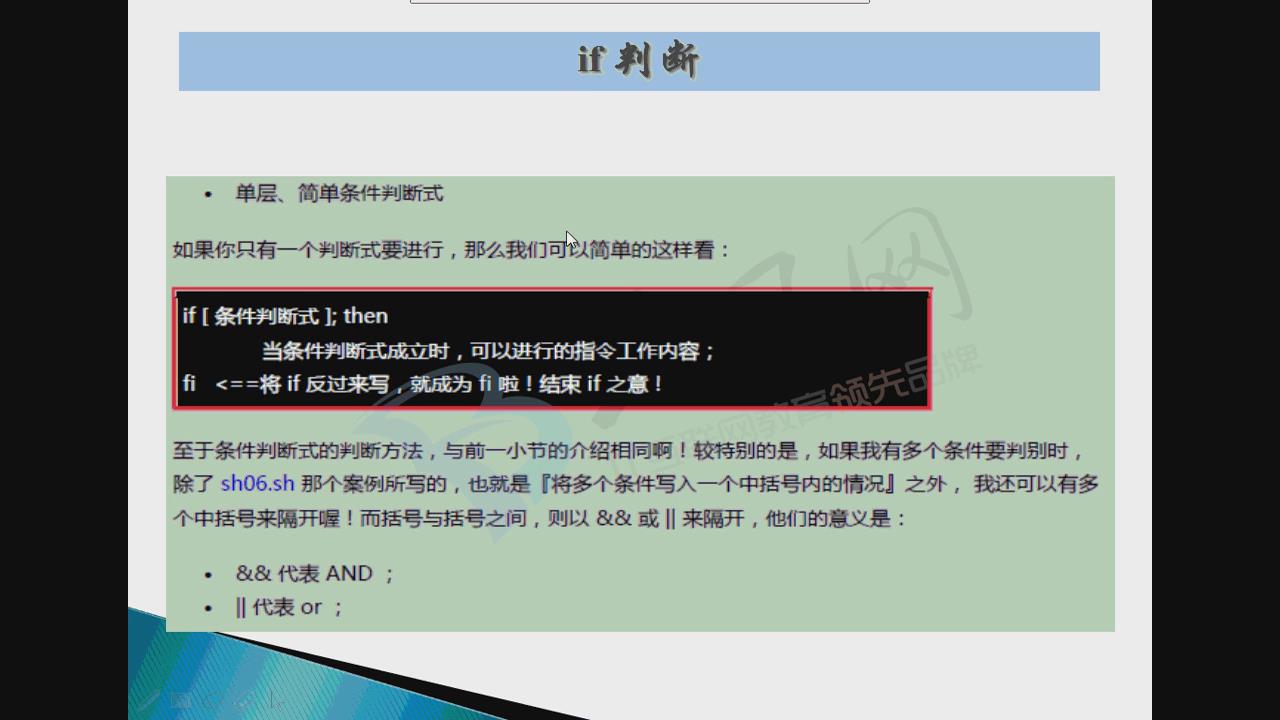 if 判断
• 单层、简单条件判断式
如果你只有一个判断式要进行，那么我们可以简单的这样看：
if [ 条件判断式 ]; then
当条件判断式成立时，可以进行的指令工作内容；
fi <==将 if 反过来写，就成为 fi 啦！结束 if 之意！
至于条件判断式的判断方法，与前一小节的介绍相同啊！较特别的是，如果我有多个条件要判别时，
除了 sh06.sh 那个案例所写的，也就是『将多个条件写入一个中括号内的情况』之外， 我还可以有多
个中括号来隔开喔！而括号与括号之间，则以 && 或 || 来隔开，他们的意义是：
• && 代表 AND ；
• || 代表 or ；
互联网教育领先品牌